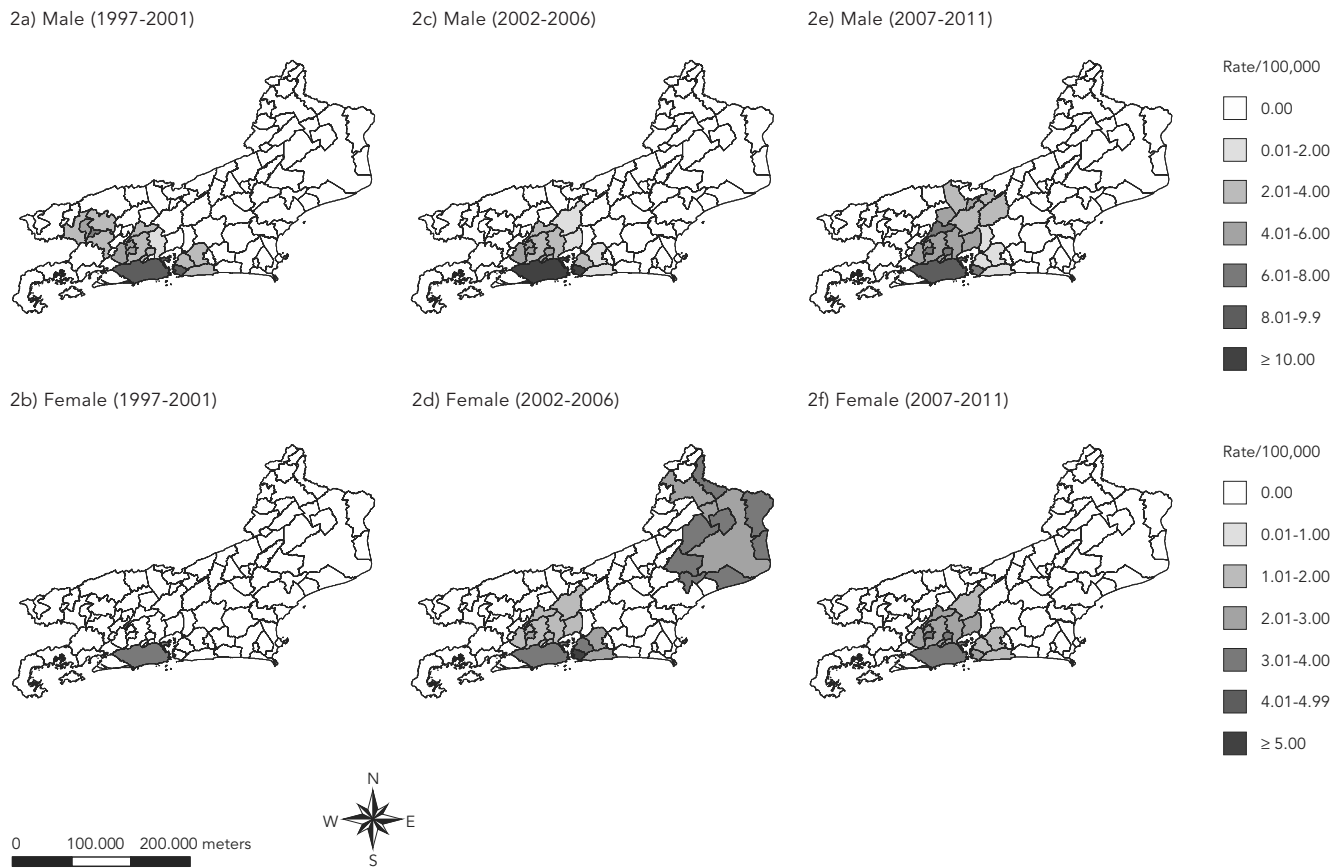 2a) Male (1997-2001)
2c) Male (2002-2006)
2e) Male (2007-2011)
Rate/100,000
0.00
0.01-2.00
2.01-4.00
4.01-6.00
6.01-8.00
8.01-9.9
≥ 10.00
2b) Female (1997-2001)
2d) Female (2002-2006)
2f) Female (2007-2011)
Rate/100,000
0.00
0.01-1.00
1.01-2.00
2.01-3.00
3.01-4.00
4.01-4.99
≥ 5.00
N
W E
S
0 100.000 200.000 meters